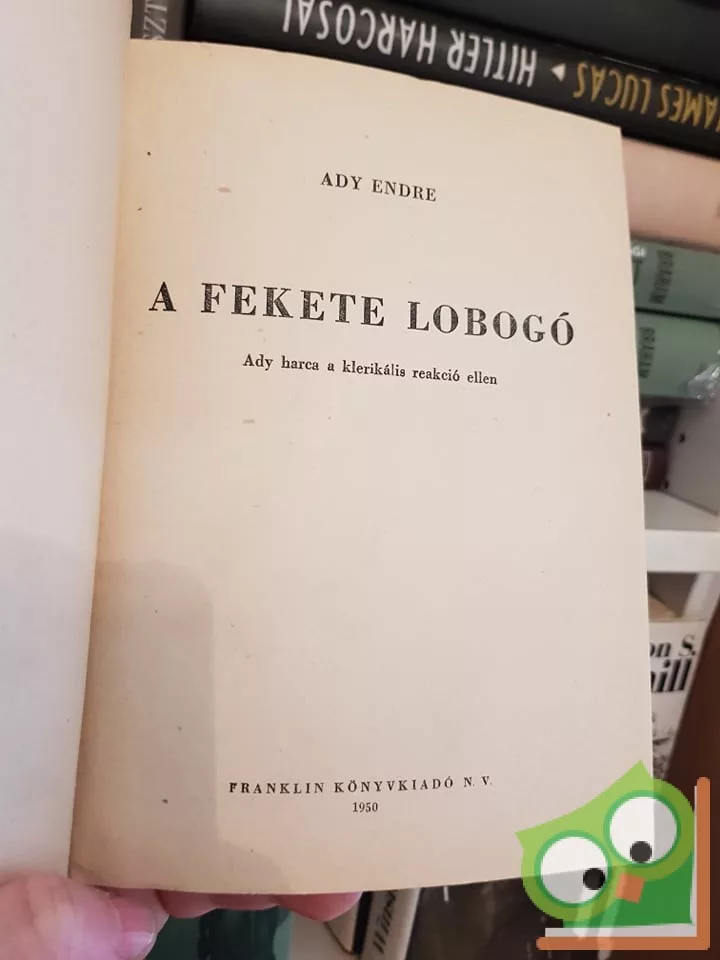 JAMES LUCAS ◄ HITLER HARCOSAI
ADY ENDRE
A FEKETE LOBOGÓ
Ady harca a klerikális reakció ellen
FRANKLIN KÖNYVKIADÓ N. V.
1950